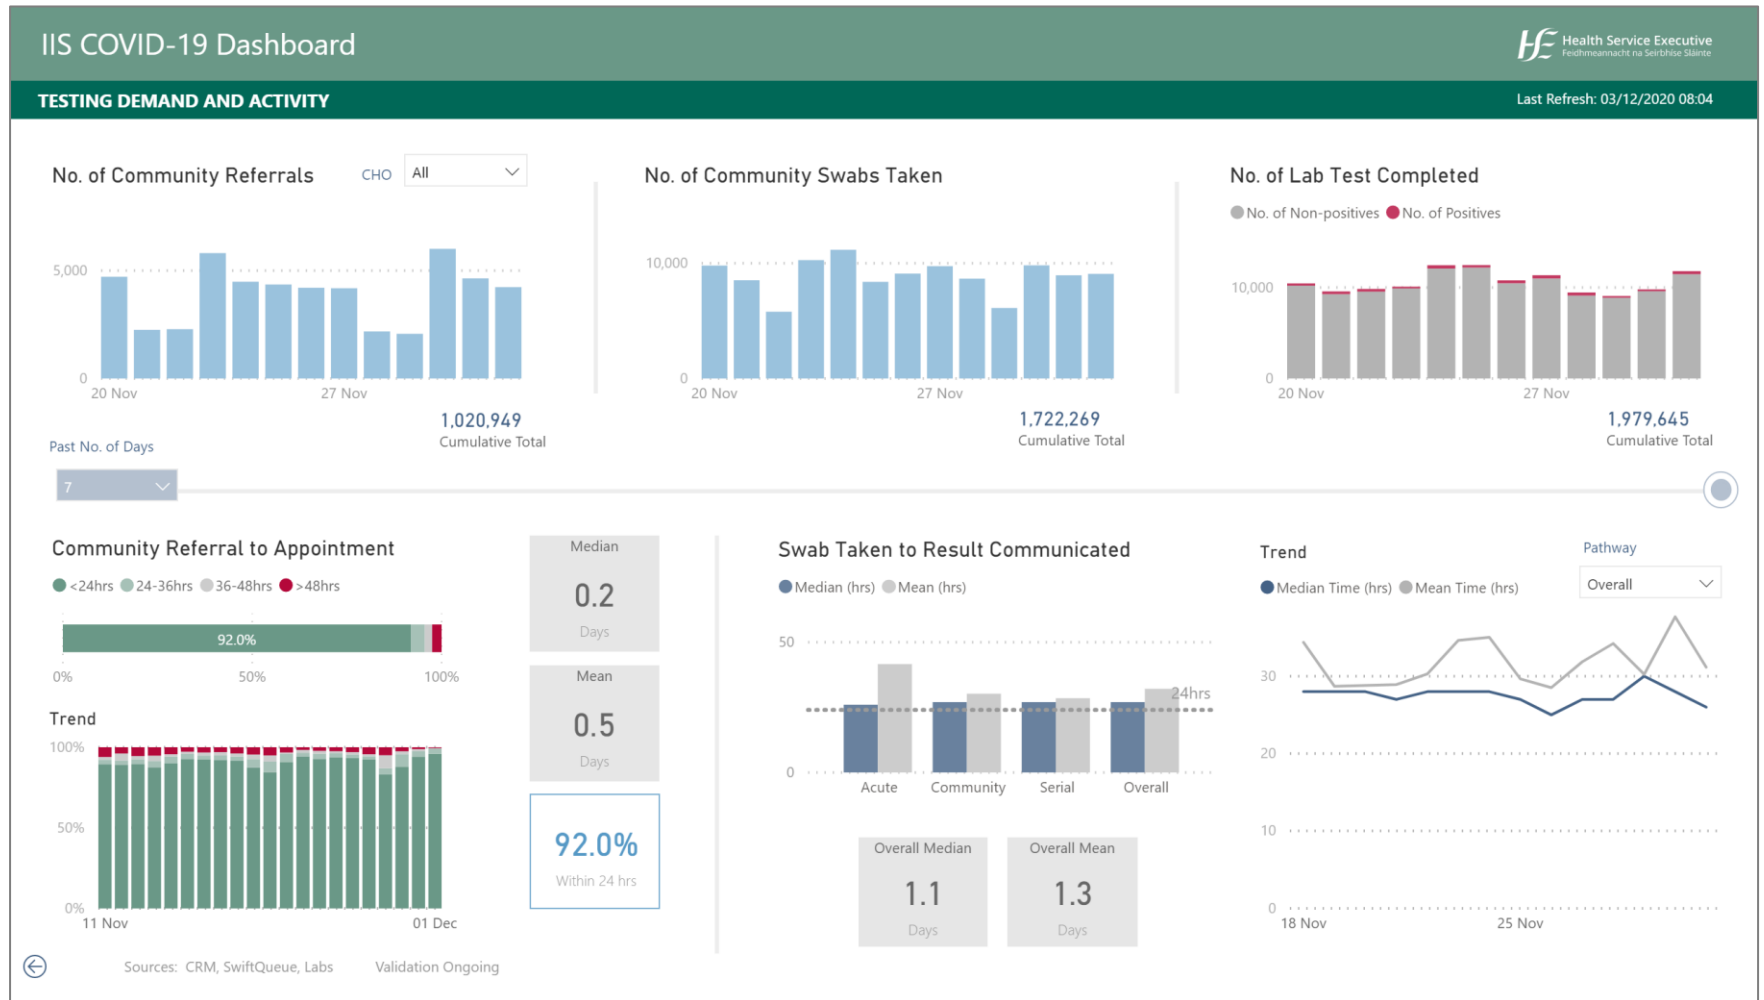 IIS COVID-19 Dashboard
Health Service Executive
Feidhmeannacht na Seirbhíse Sláinte
TESTING DEMAND AND ACTIVITY
Last Refresh: 03/12/2020 08:04
No. of Community Referrals
CHO
All
5,000
0
20 Nov
27 Nov
1,020,949
Cumulative Total
No. of Community Swabs Taken
10,000
0
20 Nov
27 Nov
1,722,269
Cumulative Total
No. of Lab Test Completed
No. of Non-positives No. of Positives
10,000
0
20 Nov
27 Nov
1,979,645
Cumulative Total
Past No. of Days
7
Community Referral to Appointment
<24hrs 24-36hrs 36-48hrs >48hrs
92.0%
0%
50%
100%
Trend
100%
50%
0%
11 Nov
01 Dec
Median
0.2
Days
Mean
0.5
Days
92.0%
Within 24 hrs
Swab Taken to Result Communicated
Median (hrs) Mean (hrs)
50
24hrs
0
Acute
Community
Serial
Overall
Overall Median
1.1
Days
Overall Mean
1.3
Days
Trend
Pathway
Overall
Median Time (hrs) Mean Time (hrs)
30
20
10
0
18 Nov
25 Nov
Sources: CRM, SwiftQueue, Labs
Validation Ongoing